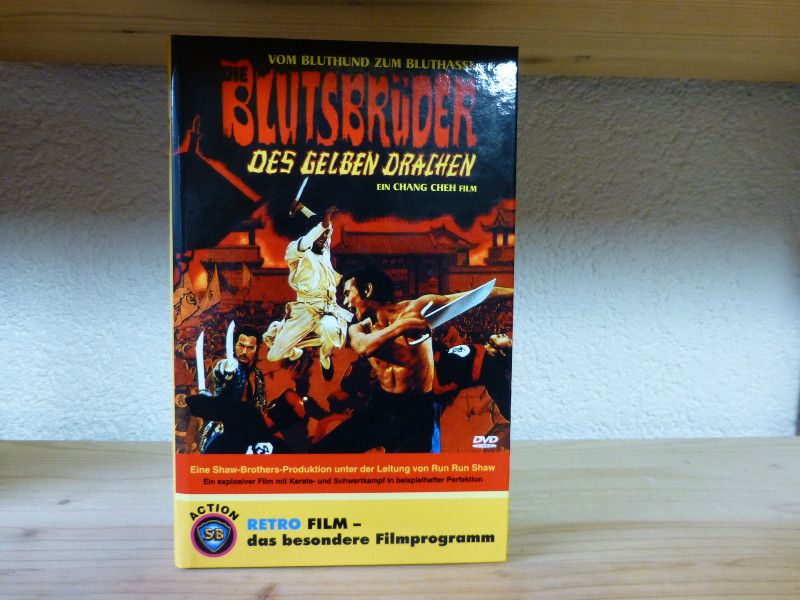 VOM BLUTHUND ZUM BLUTHASS!
DIE
BLUTSBRÜDER
DES GELBEN DRACHEN
EIN CHANG CHEH FILM
DVD
Eine Shaw-Brothers-Produktion unter der Leitung von Run Run Shaw
Ein explosiver Film mit Karate- und Schwertkampf in beispielhafter Perfektion
ACTION
SB
RETRO FILM –
das besondere Filmprogramm